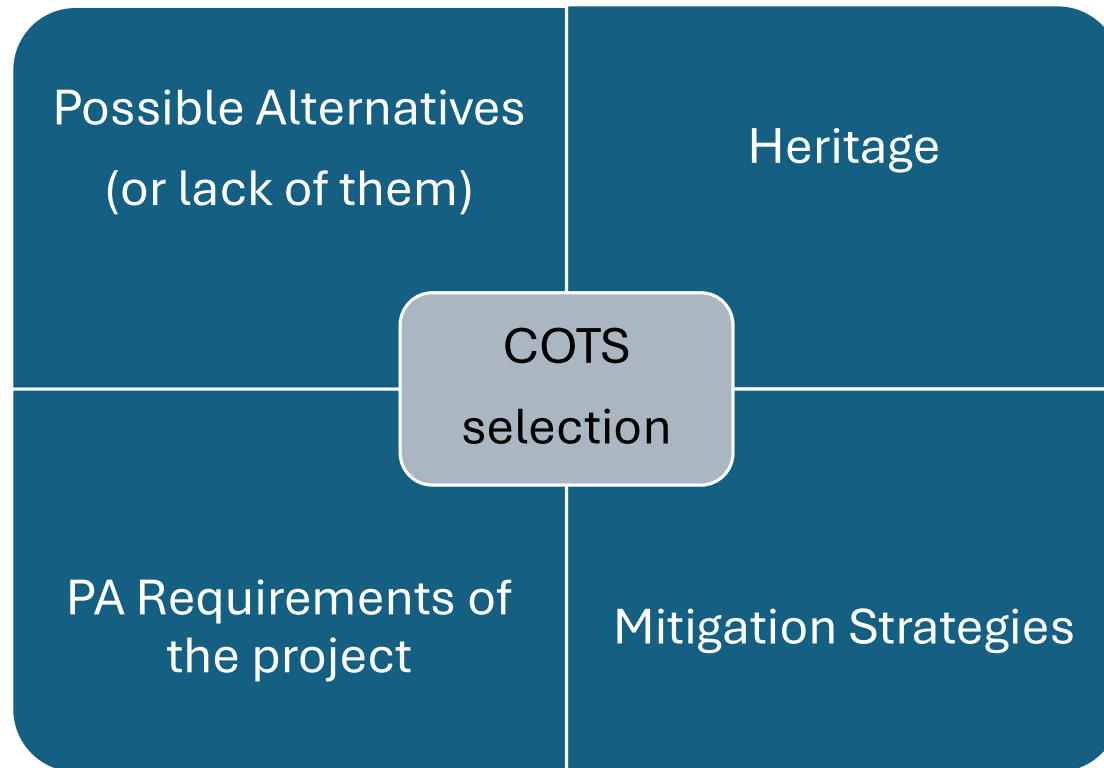 Possible Alternatives
(or lack of them)
Heritage
COTS
selection
PA Requirements of
the project
Mitigation Strategies